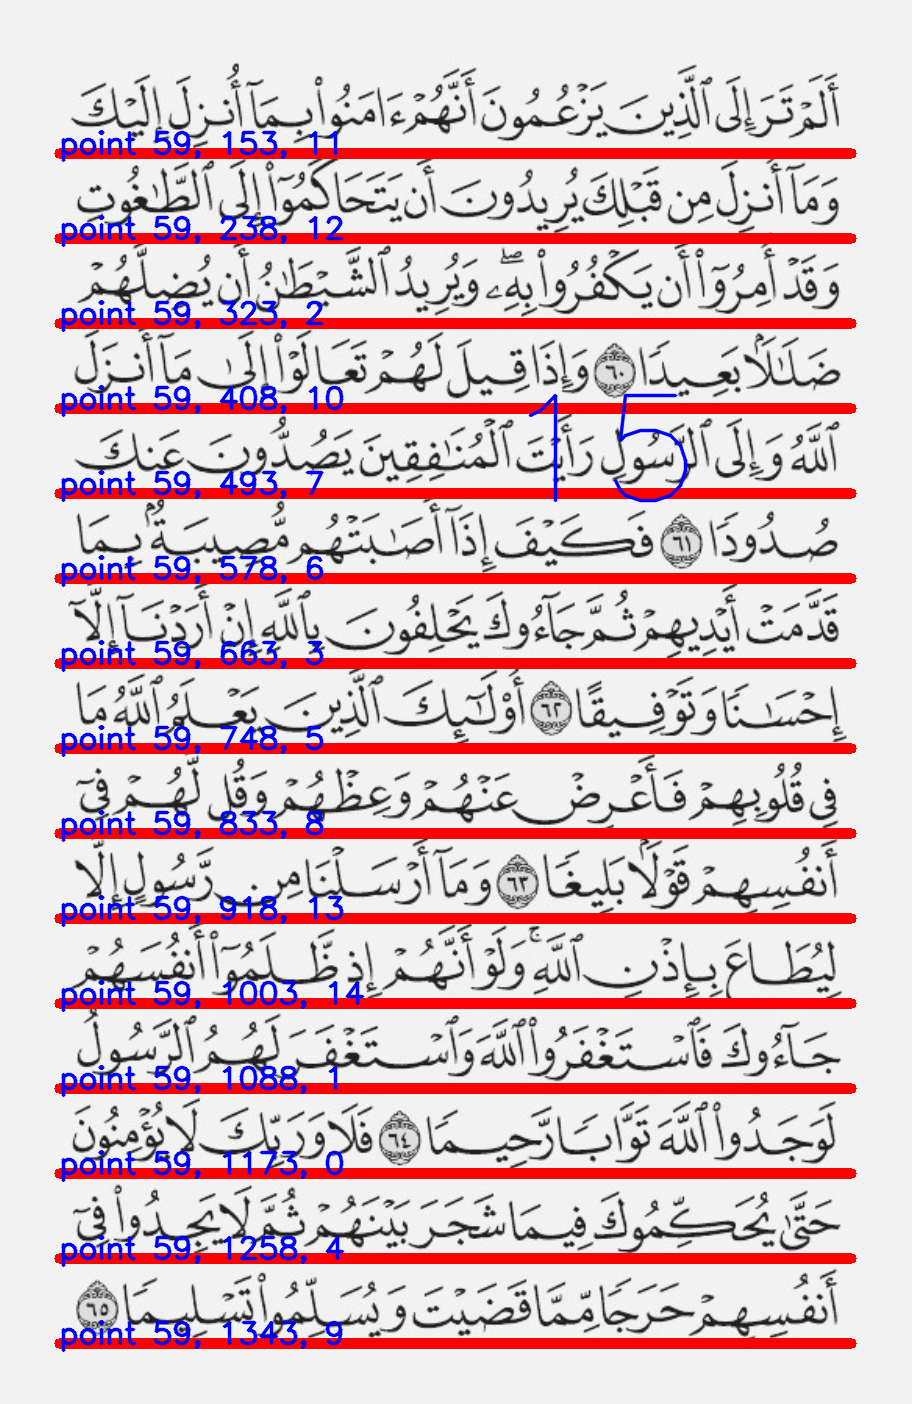 أَلَمْ تَرَ إِلَى ٱلَّذِينَ يَزْعُمُونَ أَنَّهُمْ ءَامَنُوا۟ بِمَآ أُنزِلَ إِلَيْكَ
point 59, 153, 11
وَمَآ أُنزِلَ مِن قَبْلِكَ يُرِيدُونَ أَن يَتَحَاكَمُوٓا۟ إِلَى ٱلطَّٰغُوتِ
point 59, 238, 12
وَقَدْ أُمِرُوٓا۟ أَن يَكْفُرُوا۟ بِهِۦۖ وَيُرِيدُ ٱلشَّيْطَٰنُ أَن يُضِلَّهُمْ
point 59, 323, 2
ضَلَٰلًۢا بَعِيدًا ٦٠ وَإِذَا قِيلَ لَهُمْ تَعَالَوْا۟ إِلَىٰ مَآ أَنزَلَ
point 59, 408, 10
15
ٱللَّهُ وَإِلَى ٱلرَّسُولِ رَأَيْتَ ٱلْمُنَٰفِقِينَ يَصُدُّونَ عَنكَ
point 59, 493, 7
صُدُودًا ٦١ فَكَيْفَ إِذَآ أَصَٰبَتْهُم مُّصِيبَةٌۢ بِمَا
point 59, 578, 6
قَدَّمَتْ أَيْدِيهِمْ ثُمَّ جَآءُوكَ يَحْلِفُونَ بِٱللَّهِ إِنْ أَرَدْنَآ إِلَّآ
point 59, 663, 3
إِحْسَٰنًا وَتَوْفِيقًا ٦٢ أُو۟لَٰٓئِكَ ٱلَّذِينَ يَعْلَمُ ٱللَّهُ مَا
point 59, 748, 5
فِى قُلُوبِهِمْ فَأَعْرِضْ عَنْهُمْ وَعِظْهُمْ وَقُل لَّهُمْ فِىٓ
point 59, 833, 8
أَنفُسِهِمْ قَوْلًۢا بَلِيغًا ٦٣ وَمَآ أَرْسَلْنَا مِن رَّسُولٍ إِلَّا
point 59, 918, 13
لِيُطَاعَ بِإِذْنِ ٱللَّهِۚ وَلَوْ أَنَّهُمْ إِذ ظَّلَمُوٓا۟ أَنفُسَهُمْ
point 59, 1003, 14
جَآءُوكَ فَٱسْتَغْفَرُوا۟ ٱللَّهَ وَٱسْتَغْفَرَ لَهُمُ ٱلرَّسُولُ
point 59, 1088, 1
لَوَجَدُوا۟ ٱللَّهَ تَوَّابًا رَّحِيمًا ٦٤ فَلَا وَرَبِّكَ لَا يُؤْمِنُونَ
point 59, 1173, 0
حَتَّىٰ يُحَكِّمُوكَ فِيمَا شَجَرَ بَيْنَهُمْ ثُمَّ لَا يَجِدُوا۟ فِىٓ
point 59, 1258, 4
أَنفُسِهِمْ حَرَجًا مِّمَّا قَضَيْتَ وَيُسَلِّمُوا۟ تَسْلِيمًا ٦٥
point 59, 1343, 9